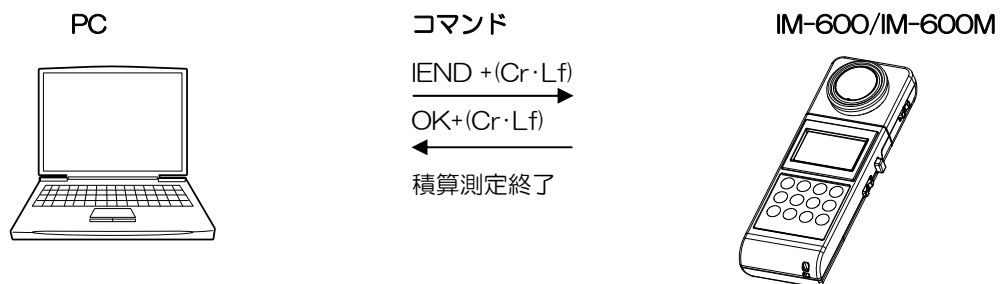 PC
コマンド
IM-600/IM-600M
IEND +(Cr·Lf)
OK+(Cr·Lf)
積算測定終了